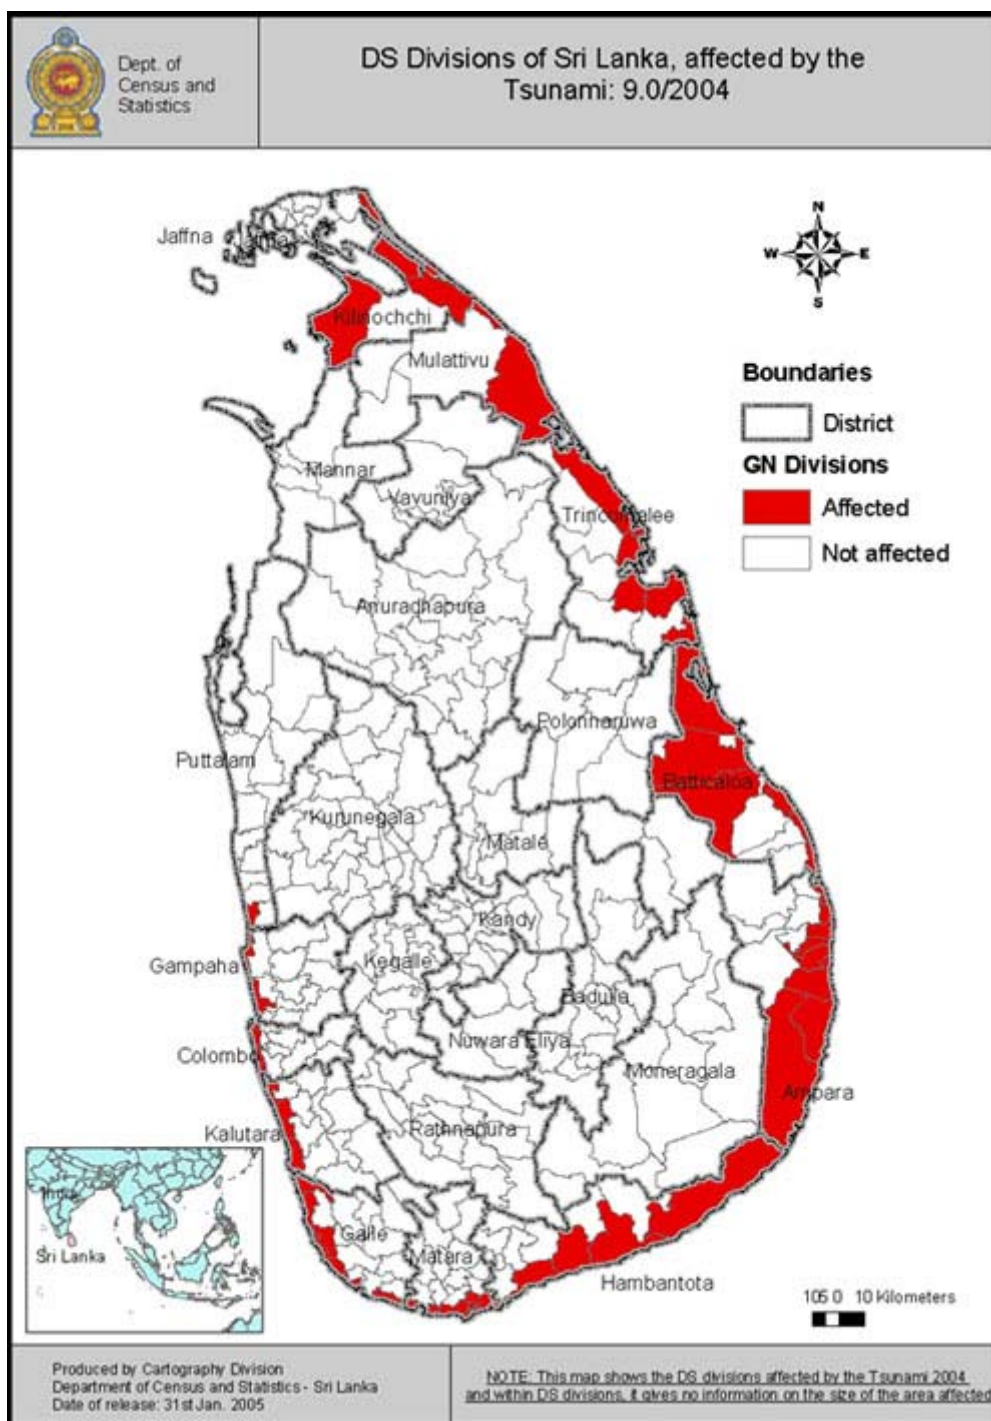 Dept. of
Census and
Statistics
DS Divisions of Sri Lanka, affected by the
Tsunami: 9.0/2004
N
W
E
S
Jaffna
Kilinochchi
Mulattivu
Boundaries
District
GN Divisions
Affected
Not affected
Mannar
Vavuniya
Trincomalee
Anuradhapura
Polonnaruwa
Puttalam
Batticaloa
Kurunegala
Matale
Kandy
Gampaha
Kegalle
Badulla
Colombo
Nuwara Eliya
Moneragala
Ampara
Kalutara
Rathnapura
India
Sri Lanka
Galle
Matara
Hambantota
105 0 10 Kilometers
Produced by Cartography Division
Department of Census and Statistics - Sri Lanka
Date of release: 31st Jan. 2005
NOTE: This map shows the DS divisions affected by the Tsunami 2004
and within DS divisions, it gives no information on the size of the area affected